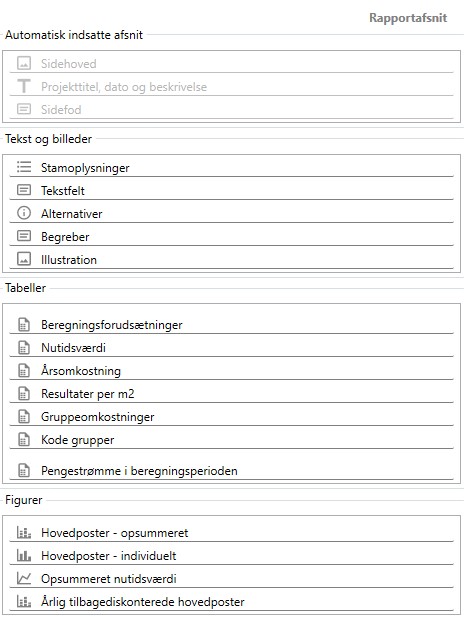 Rapportafsnit
Automatisk indsatte afsnit
Sidehoved
Projekttitel, dato og beskrivelse
Sidefod
Tekst og billeder
Stamoplysninger
Tekstfelt
Alternativer
Begreber
Illustration
Tabeller
Beregningsforudsætninger
Nutidsværdi
Årsomkostning
Resultater per m2
Gruppeomkostninger
Kode grupper
Pengestrømme i beregningsperioden
Figurer
Hovedposter - opsummeret
Hovedposter - individuelt
Opsummeret nutidsværdi
Årlig tilbagediskonterede hovedposter